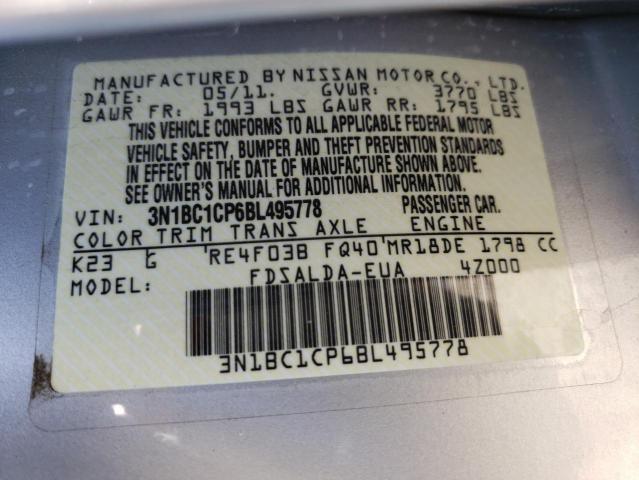 MANUFACTURED BY NISSAN MOTOR CO., LTD.
DATE: 05/11. GVWR: 3770 LBS
GAWR FR: 1993 LBS GAWR RR: 1795 LBS
THIS VEHICLE CONFORMS TO ALL APPLICABLE FEDERAL MOTOR
VEHICLE SAFETY, BUMPER AND THEFT PREVENTION STANDARDS
IN EFFECT ON THE DATE OF MANUFACTURE SHOWN ABOVE.
SEE OWNER'S MANUAL FOR ADDITIONAL INFORMATION
VIN: 3N1BC1CP6BL495778 PASSENGER CAR.
COLOR TRIM TRANS AXLE ENGINE
K23 G RE4F03B FQ40 MR18DE 1798 CC
MODEL: FDSALDA-EUA 4Z000
3N1BC1CP6BL495778